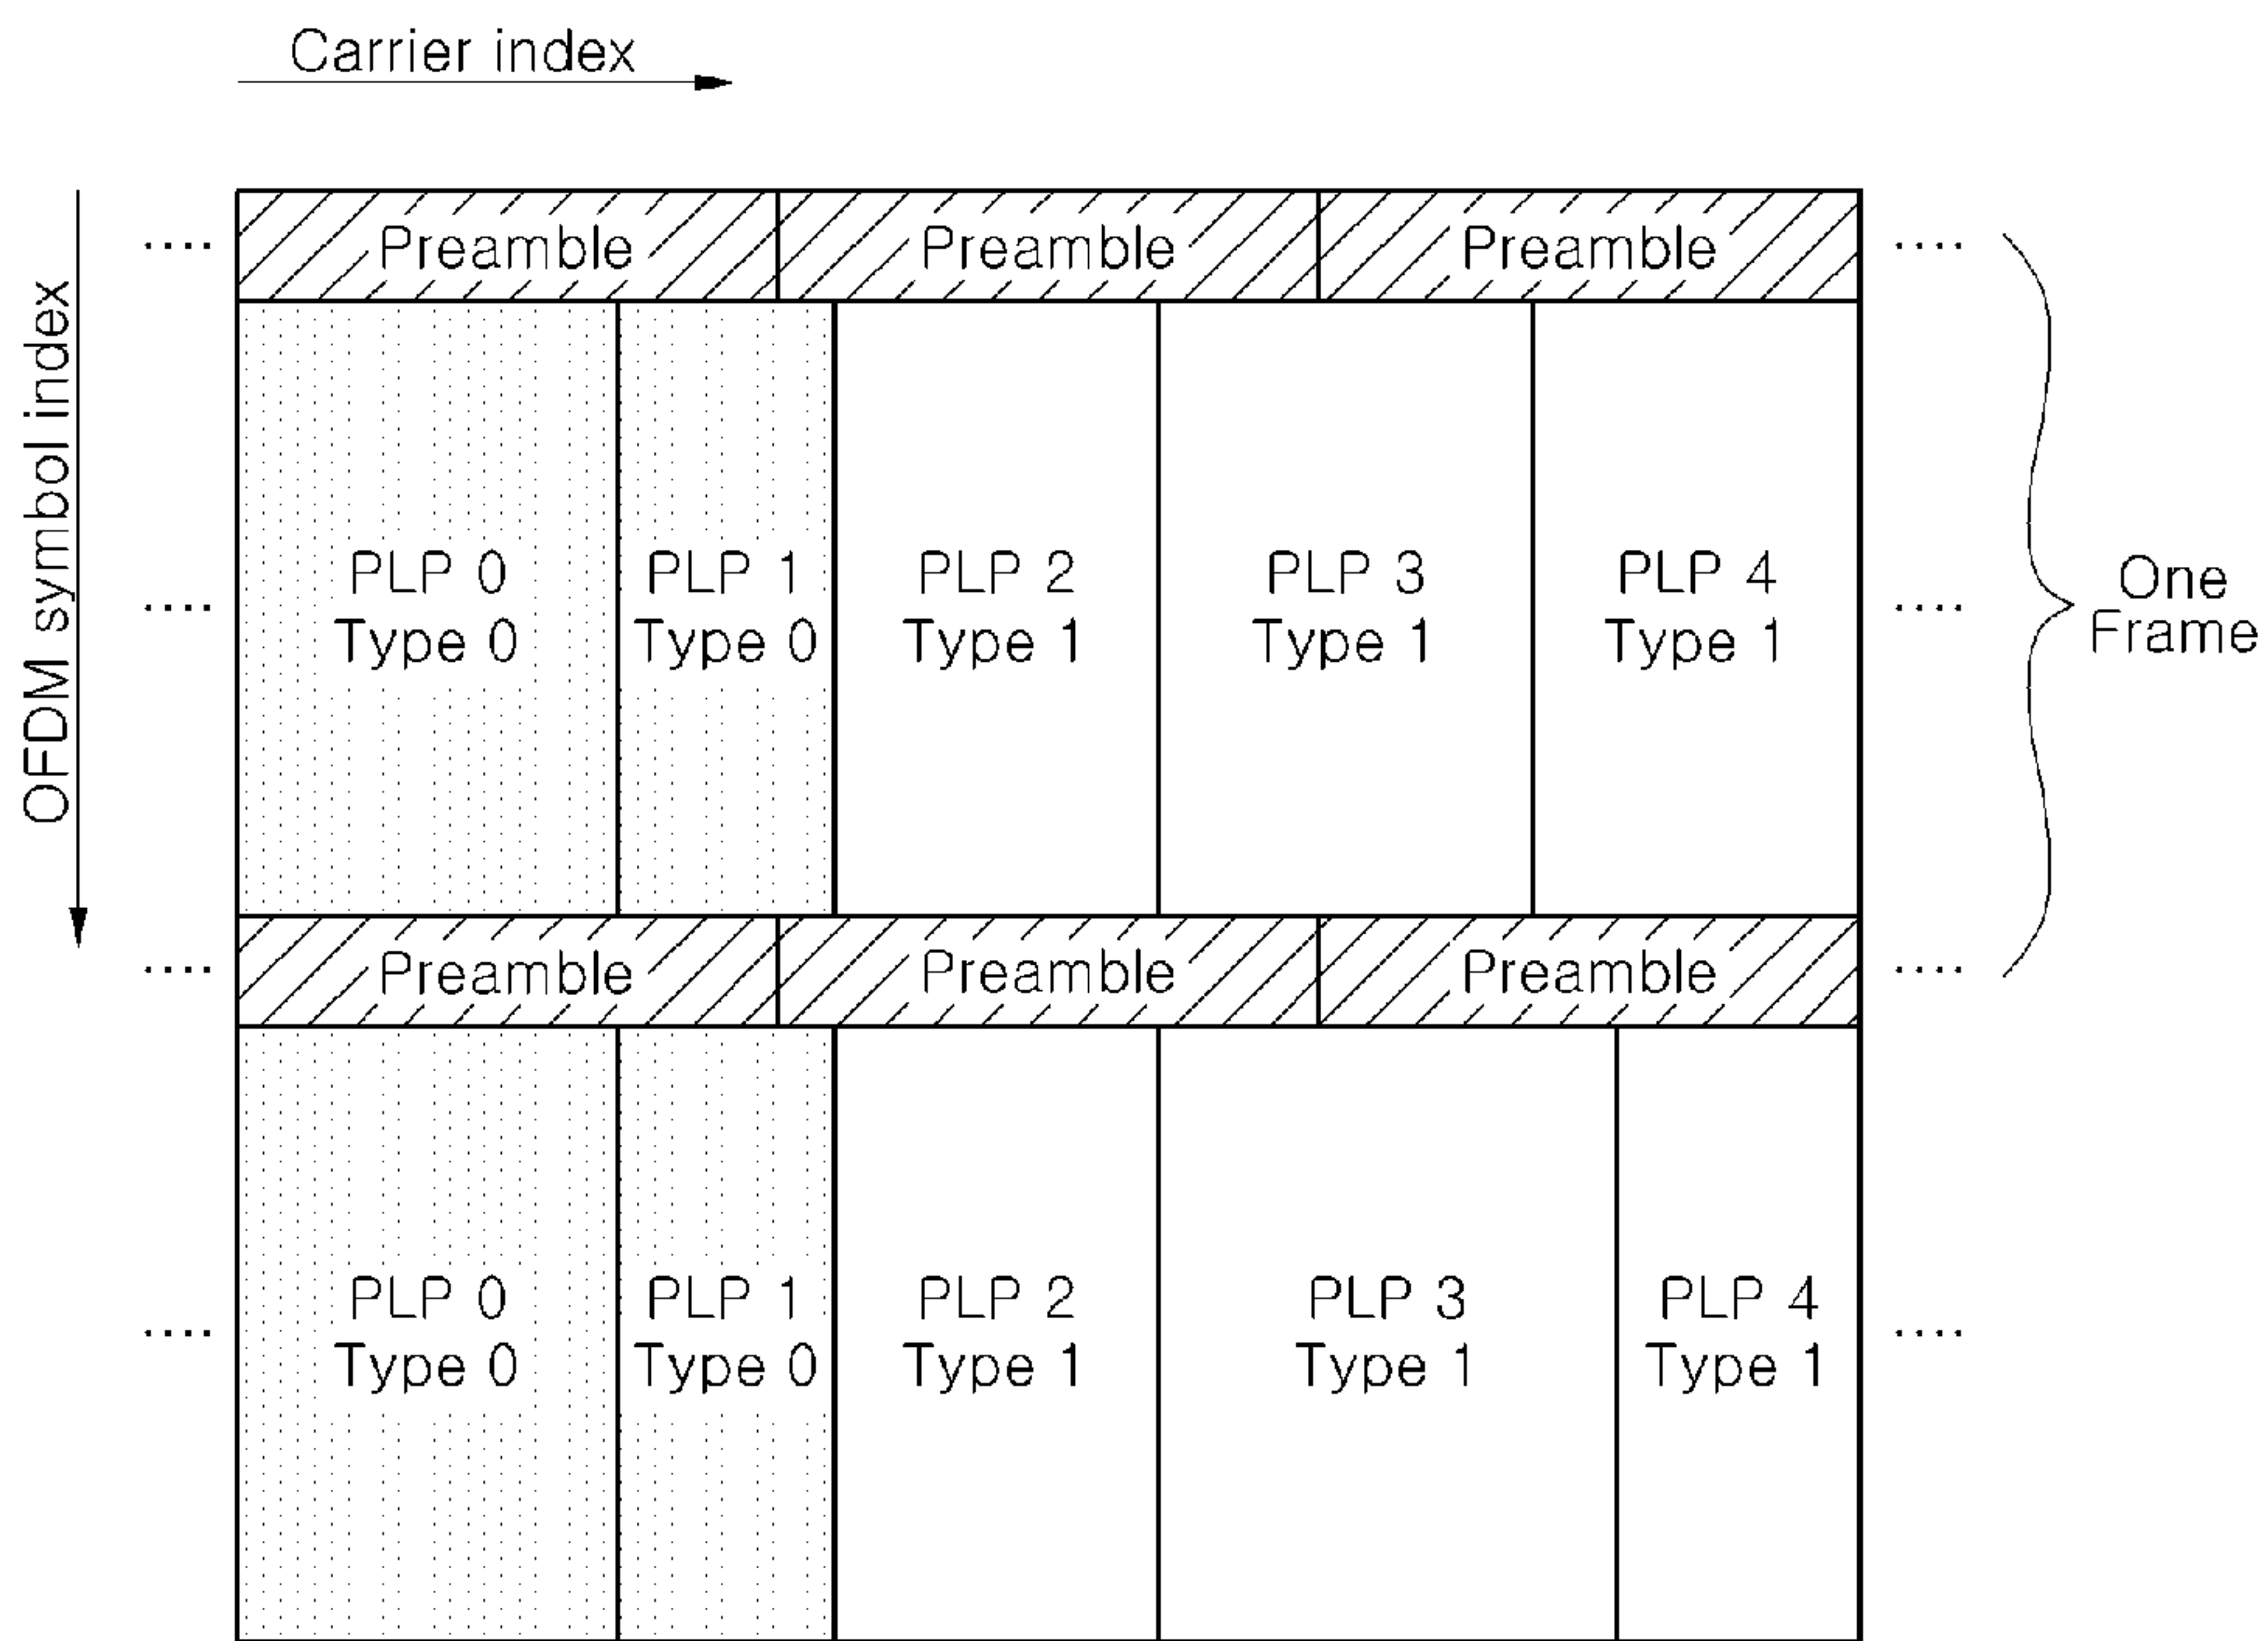 Carrier index
OFDM symbol index
.... Preamble Preamble Preamble ....
.... PLP 0 PLP 1 PLP 2 PLP 3 PLP 4 ....
Type 0 Type 0 Type 1 Type 1 Type 1
One
Frame
.... Preamble Preamble Preamble ....
.... PLP 0 PLP 1 PLP 2 PLP 3 PLP 4 ....
Type 0 Type 0 Type 1 Type 1 Type 1